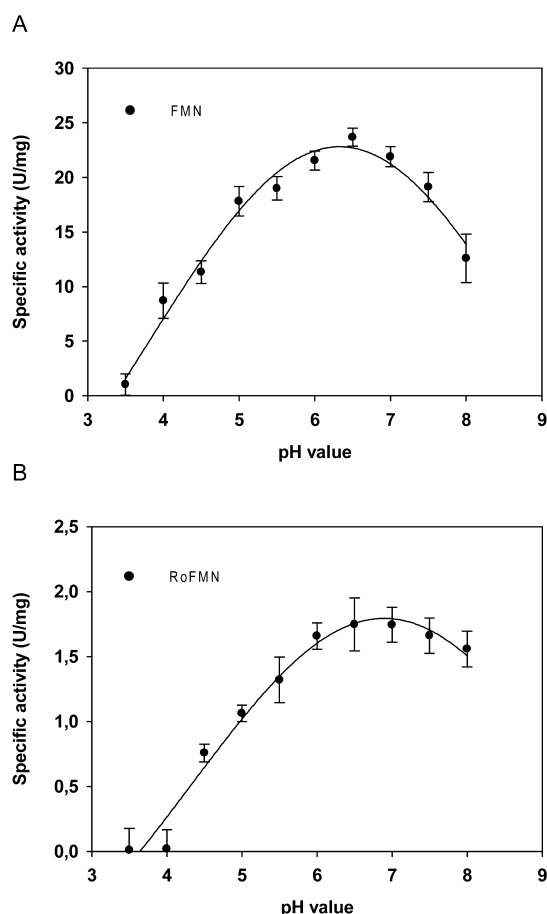 A
30
25
20
15
10
5
0
Specific activity (U/mg)
FMN
3 4 5 6 7 8 9
pH value
B
2,5
2,0
1,5
1,0
0,5
0,0
Specific activity (U/mg)
RoFMN
3 4 5 6 7 8 9
pH value